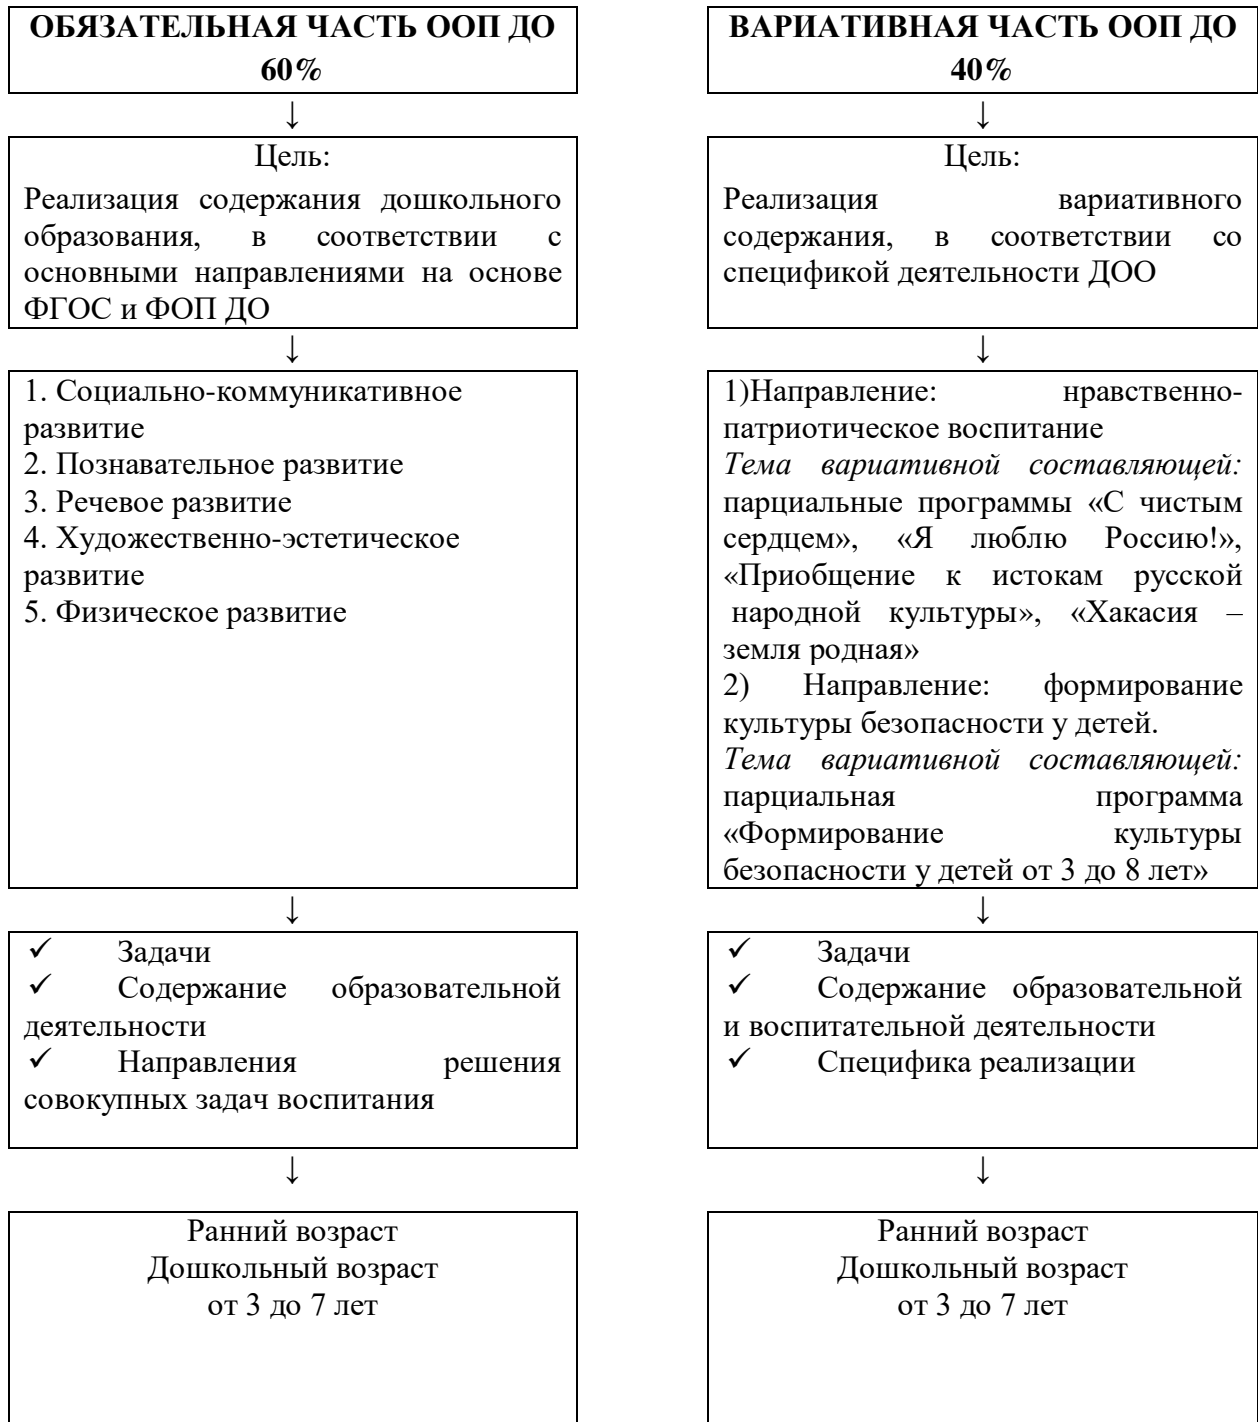 ОБЯЗАТЕЛЬНАЯ ЧАСТЬ ООП ДО
60%
↓
Цель:
Реализация содержания дошкольного
образования, в соответствии с
основными направлениями на основе
ФГОС и ФОП ДО
↓
1. Социально-коммуникативное
развитие
2. Познавательное развитие
3. Речевое развитие
4. Художественно-эстетическое
развитие
5. Физическое развитие
↓
✓ Задачи
✓ Содержание образовательной
деятельности
✓ Направления решения
совокупных задач воспитания
↓
Ранний возраст
Дошкольный возраст
от 3 до 7 лет
ВАРИАТИВНАЯ ЧАСТЬ ООП ДО
40%
↓
Цель:
Реализация вариативного
содержания, в соответствии со
спецификой деятельности ДОО
↓
1)Направление: нравственно-
патриотическое воспитание
Тема вариативной составляющей:
парциальные программы «С чистым
сердцем», «Я люблю Россию!»,
«Приобщение к истокам русской
народной культуры», «Хакасия –
земля родная»
2) Направление: формирование
культуры безопасности у детей.
Тема вариативной составляющей:
парциальная программа
«Формирование культуры
безопасности у детей от 3 до 8 лет»
↓
✓ Задачи
✓ Содержание образовательной
и воспитательной деятельности
✓ Специфика реализации
↓
Ранний возраст
Дошкольный возраст
от 3 до 7 лет